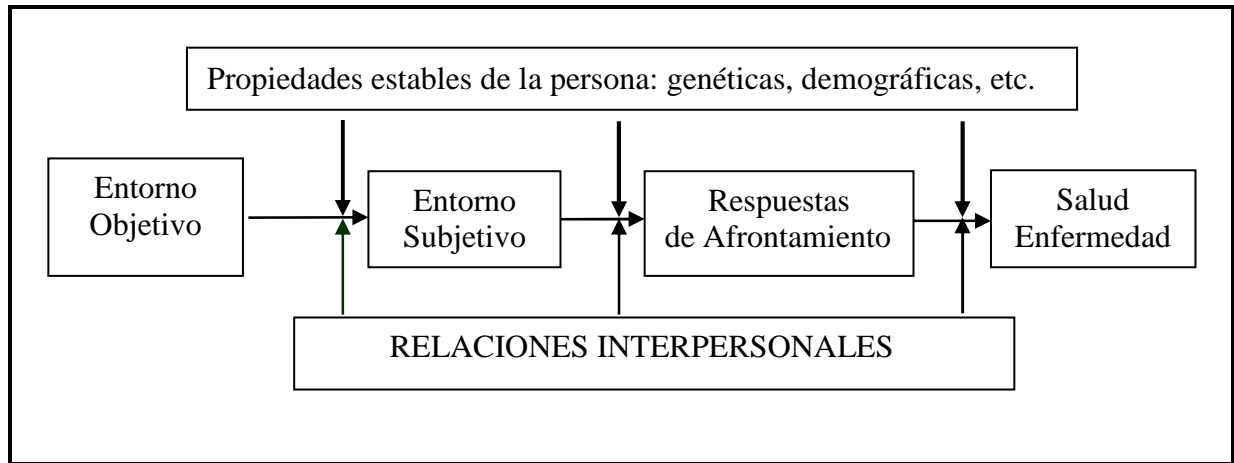 Propiedades estables de la persona: genéticas, demográficas, etc.
Entorno
Objetivo
Entorno
Subjetivo
Respuestas
de Afrontamiento
Salud
Enfermedad
RELACIONES INTERPERSONALES